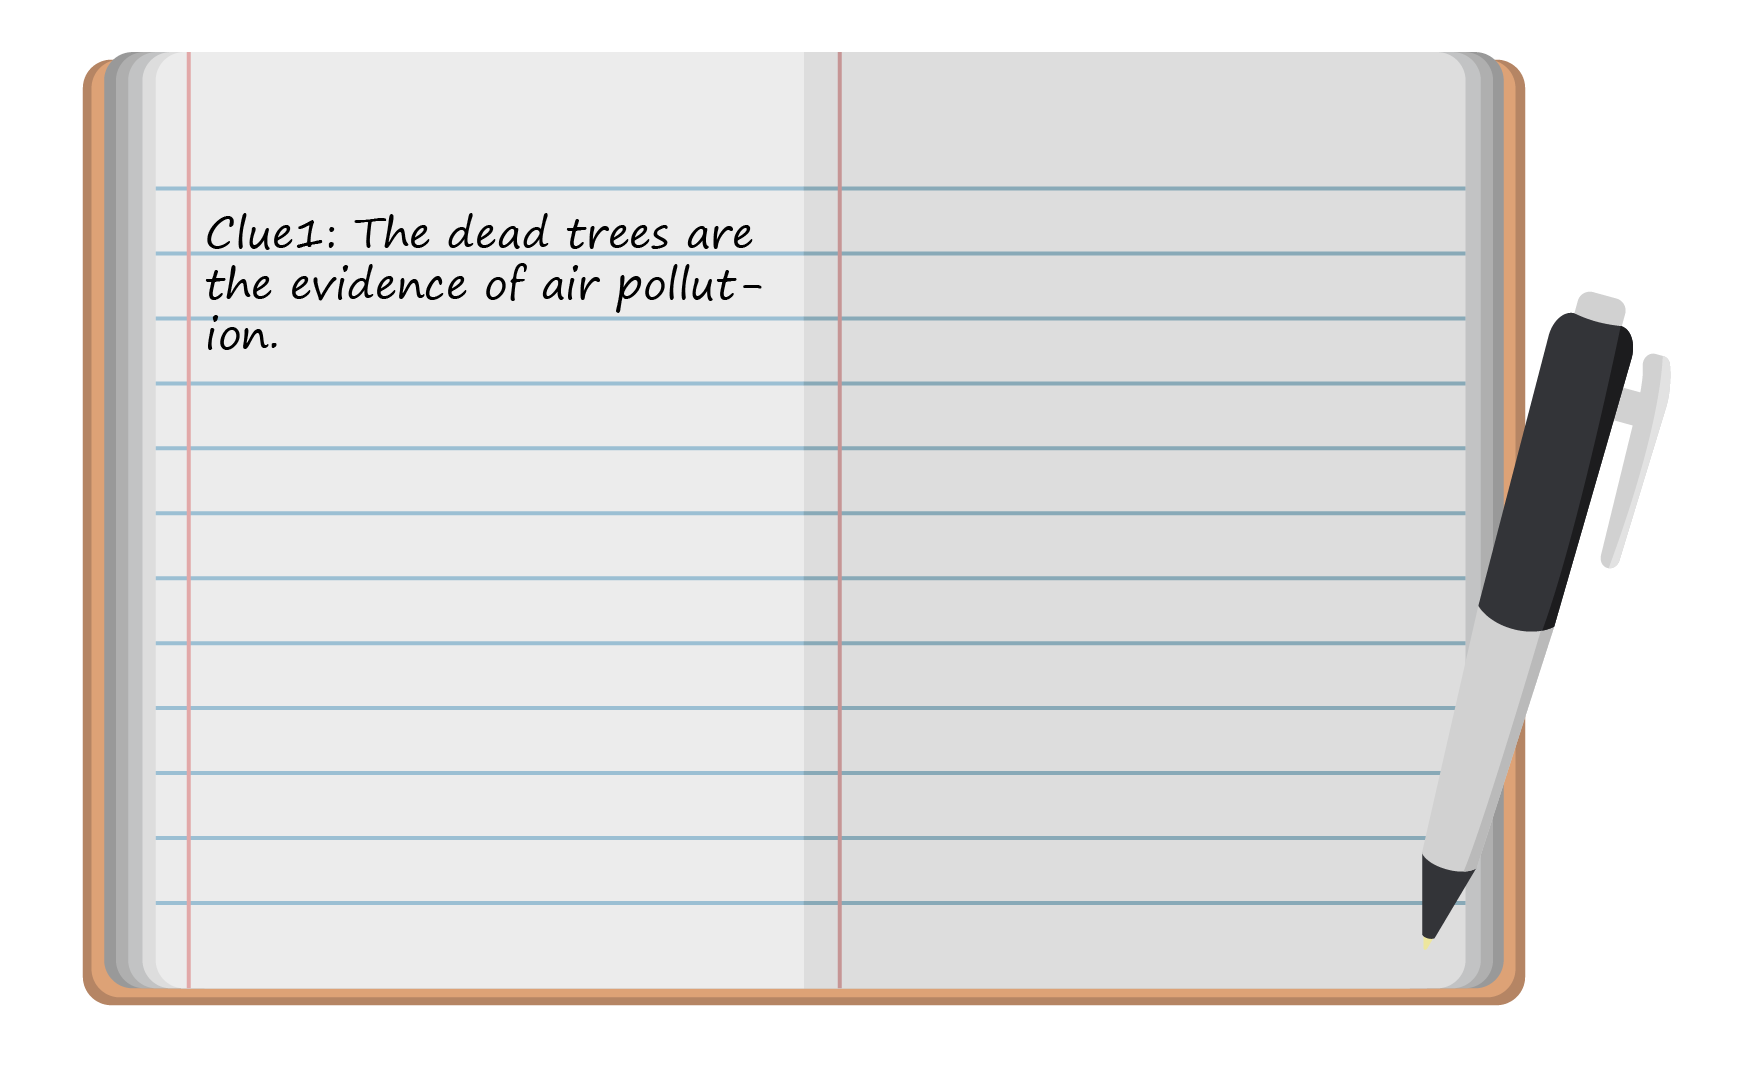 Clue1: The dead trees are
the evidence of air pollut-
ion.